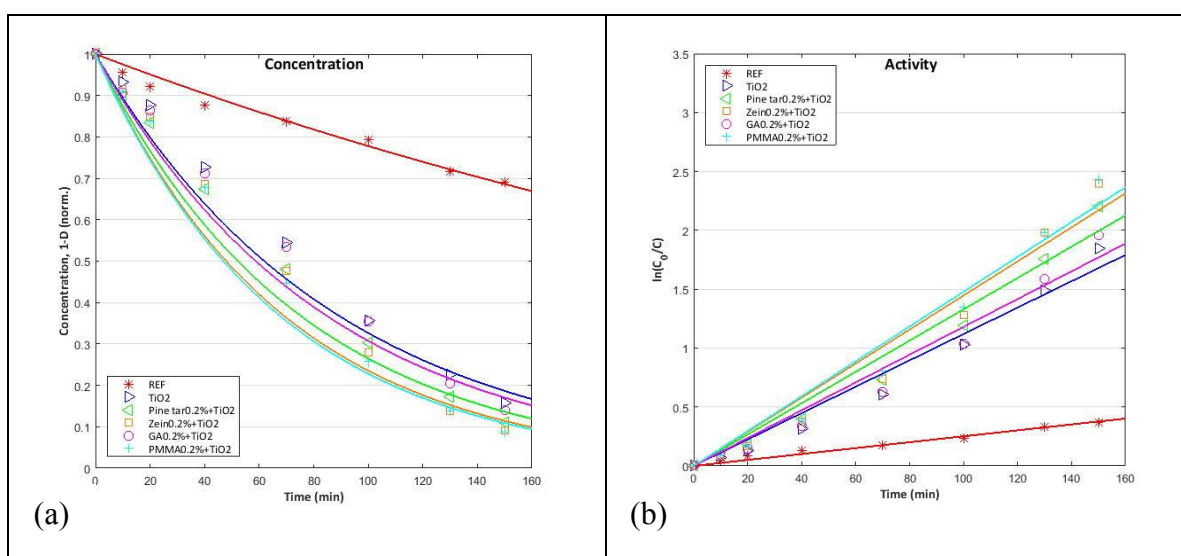 Concentration
1
0.9
0.8
0.7
0.6
0.5
0.4
0.3
0.2
0.1
0
Concentration, 1-D (norm.)
REF
TiO2
Pine tar0.2%+TiO2
Zein0.2%+TiO2
GA0.2%+TiO2
PMMA0.2%+TiO2
0 20 40 60 80 100 120 140 160
Time (min)
(a)
Activity
3.5
3
2.5
2
1.5
1
0.5
0
ln(C0/C)
REF
TiO2
Pine tar0.2%+TiO2
Zein0.2%+TiO2
GA0.2%+TiO2
PMMA0.2%+TiO2
0 20 40 60 80 100 120 140 160
Time (min)
(b)